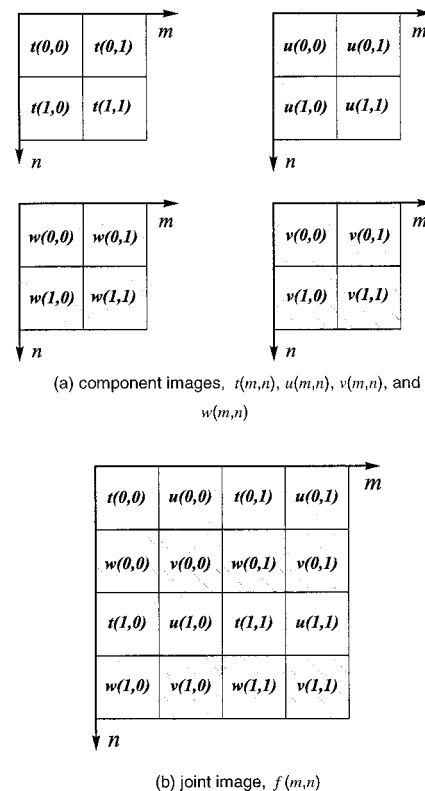 m
t(0,0) t(0,1)
t(1,0) t(1,1)
n
m
u(0,0) u(0,1)
u(1,0) u(1,1)
n
m
w(0,0) w(0,1)
w(1,0) w(1,1)
n
m
v(0,0) v(0,1)
v(1,0) v(1,1)
n
(a) component images, t(m,n), u(m,n), v(m,n), and
w(m,n)
m
t(0,0) u(0,0) t(0,1) u(0,1)
w(0,0) v(0,0) w(0,1) v(0,1)
t(1,0) u(1,0) t(1,1) u(1,1)
w(1,0) v(1,0) w(1,1) v(1,1)
n
(b) joint image, f(m,n)